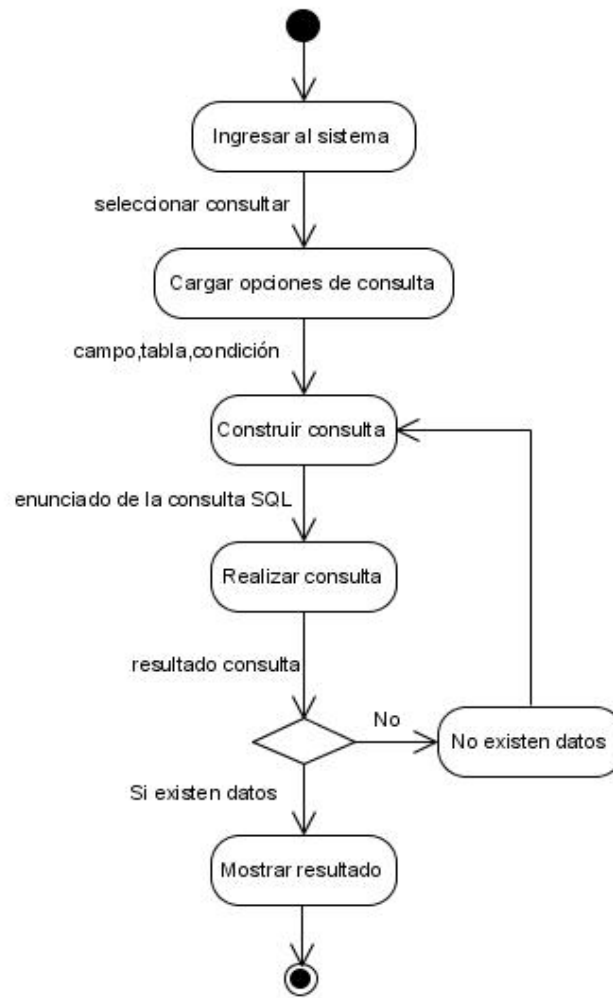 Ingresar al sistema
seleccionar consultar
Cargar opciones de consulta
campo,tabla,condición
Construir consulta
enunciado de la consulta SQL
Realizar consulta
resultado consulta
No
No existen datos
Si existen datos
Mostrar resultado